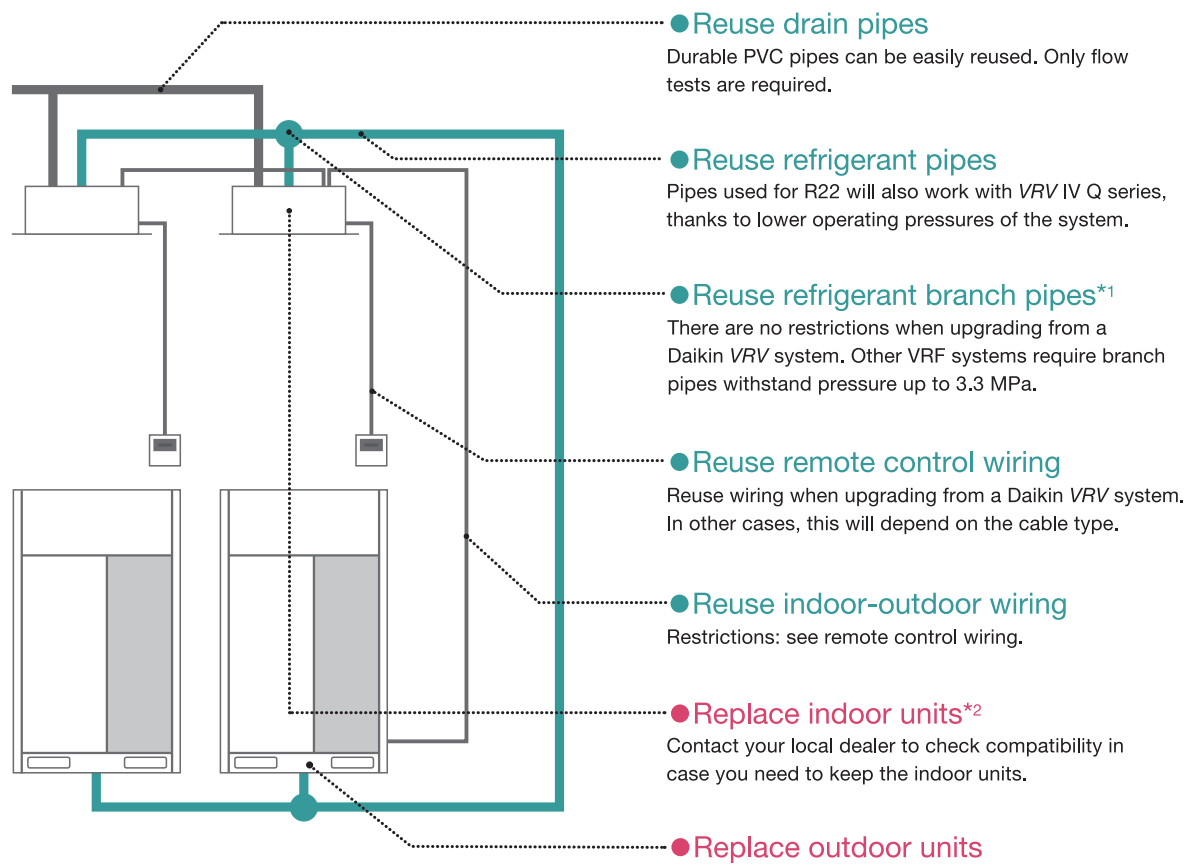 ●Reuse drain pipes
Durable PVC pipes can be easily reused. Only flow
tests are required.
●Reuse refrigerant pipes
Pipes used for R22 will also work with VRV IV Q series,
thanks to lower operating pressures of the system.
●Reuse refrigerant branch pipes*1
There are no restrictions when upgrading from a
Daikin VRV system. Other VRF systems require branch
pipes withstand pressure up to 3.3 MPa.
●Reuse remote control wiring
Reuse wiring when upgrading from a Daikin VRV system.
In other cases, this will depend on the cable type.
●Reuse indoor-outdoor wiring
Restrictions: see remote control wiring.
●Replace indoor units*2
Contact your local dealer to check compatibility in
case you need to keep the indoor units.
●Replace outdoor units